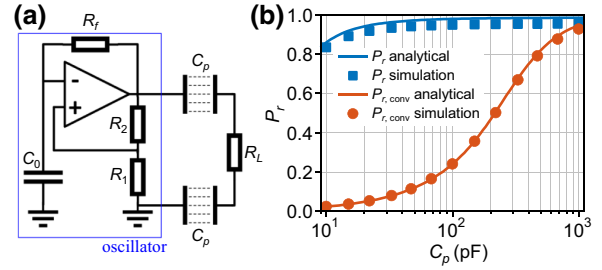 (a)
R_f
C_p
-
+
R_2
C_0
R_1
R_L
C_p
oscillator
(b)
P_r
1.0
0.8
0.6
0.4
0.2
0.0
P_r analytical
P_r simulation
P_r, conv analytical
P_r, conv simulation
10^1
10^2
10^3
C_p (pF)